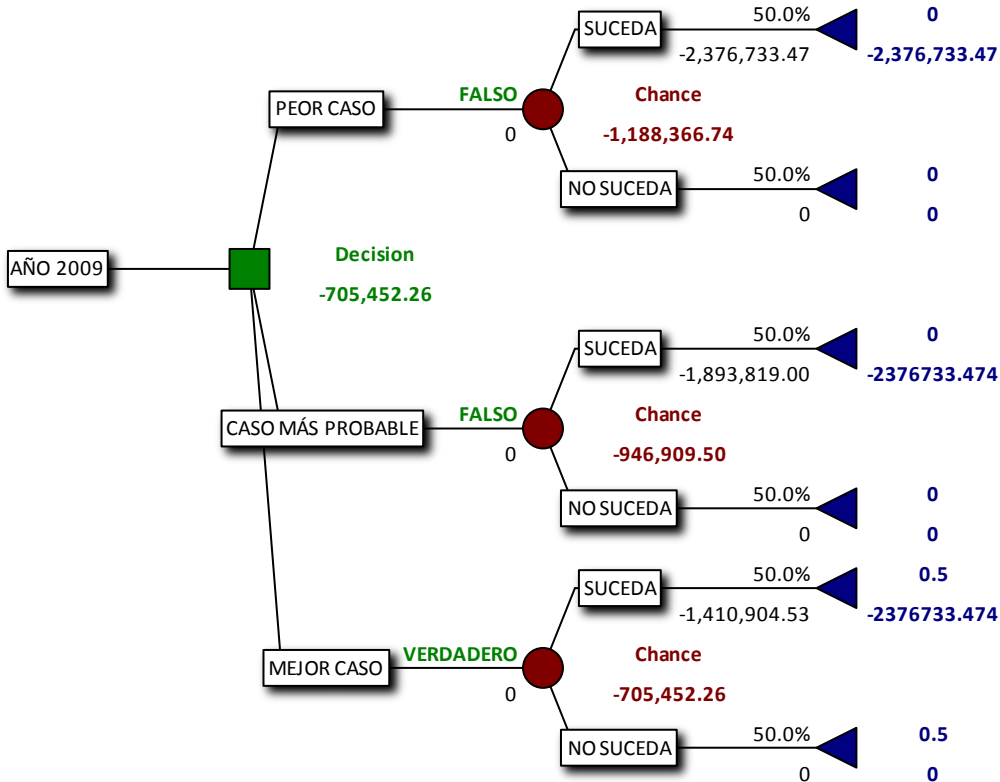 50.0% 0
SUCEDA
-2,376,733.47 -2,376,733.47
FALSO Chance
PEOR CASO
0 -1,188,366.74
50.0% 0
NO SUCEDA
0 0
Decision
AÑO 2009
-705,452.26
50.0% 0
SUCEDA
-1,893,819.00 -2376733.474
FALSO Chance
CASO MÁS PROBABLE
0 -946,909.50
50.0% 0
NO SUCEDA
0 0
50.0% 0.5
SUCEDA
-1,410,904.53 -2376733.474
VERDADERO Chance
MEJOR CASO
0 -705,452.26
50.0% 0.5
NO SUCEDA
0 0